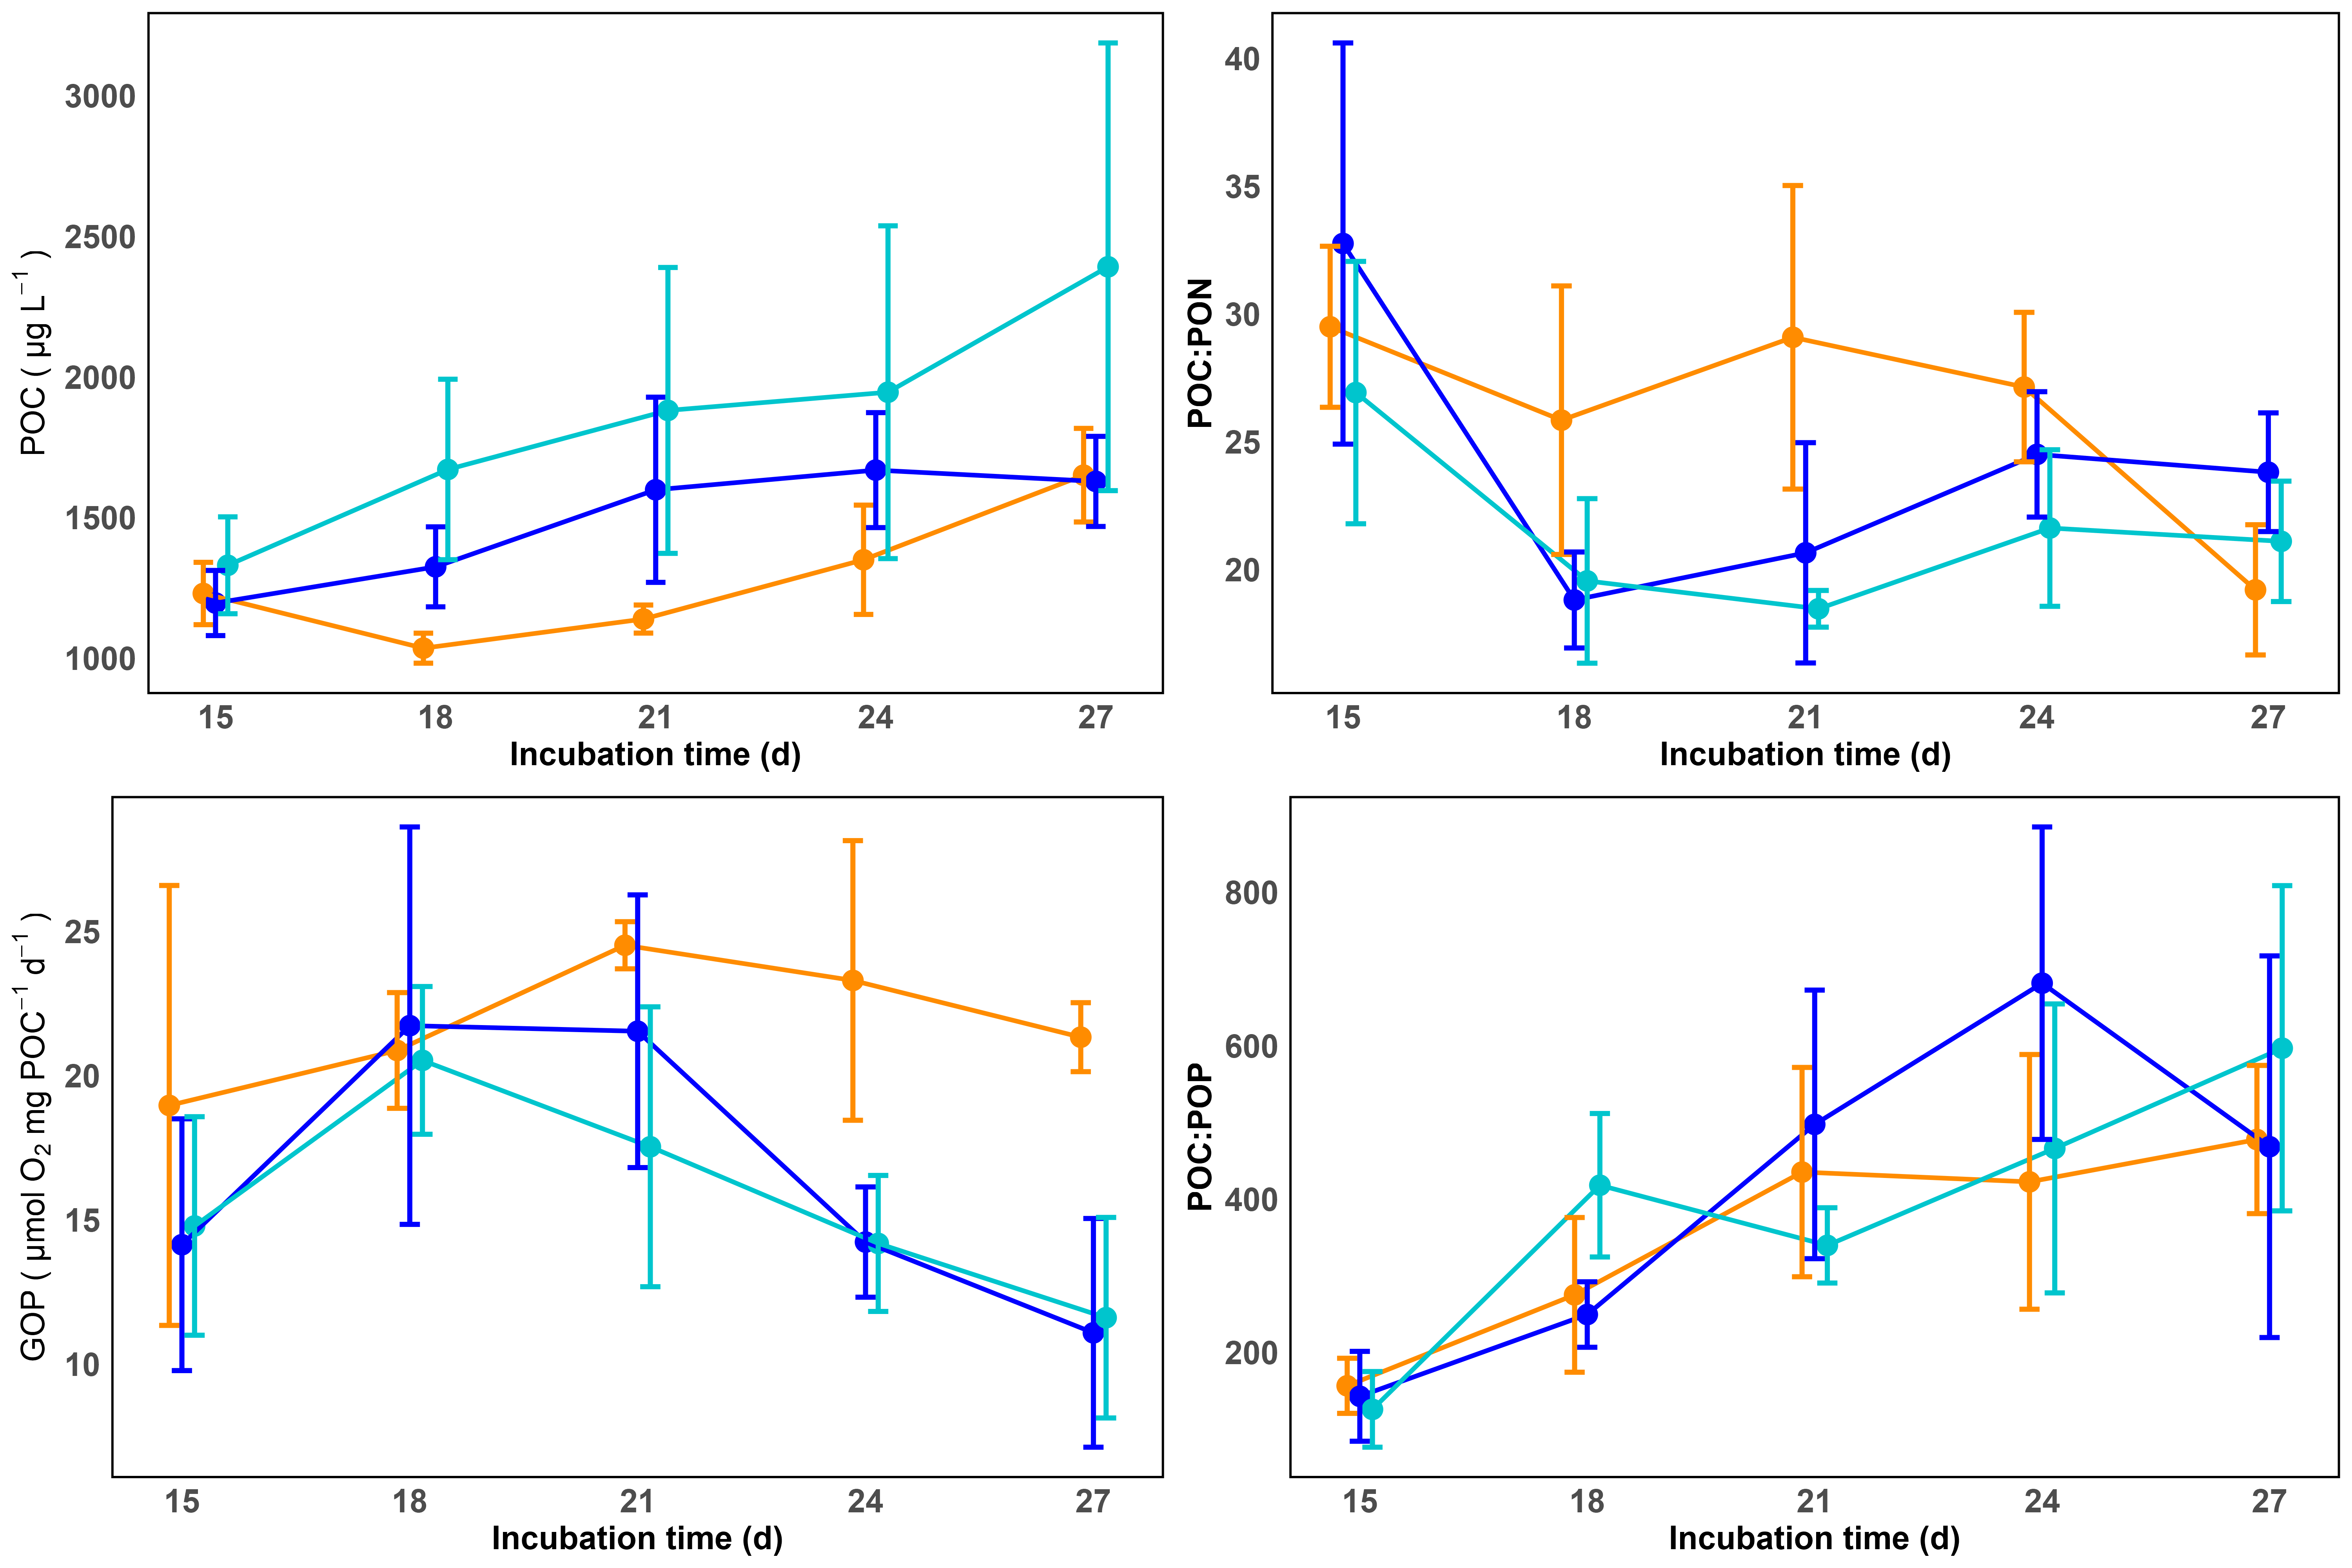 POC ( µg L⁻¹ )
3000
2500
2000
1500
1000
15 18 21 24 27
Incubation time (d)
POC:PON
40
35
30
25
20
15 18 21 24 27
Incubation time (d)
GOP ( µmol O₂ mg POC⁻¹ d⁻¹ )
25
20
15
10
15 18 21 24 27
Incubation time (d)
POC:POP
800
600
400
200
15 18 21 24 27
Incubation time (d)